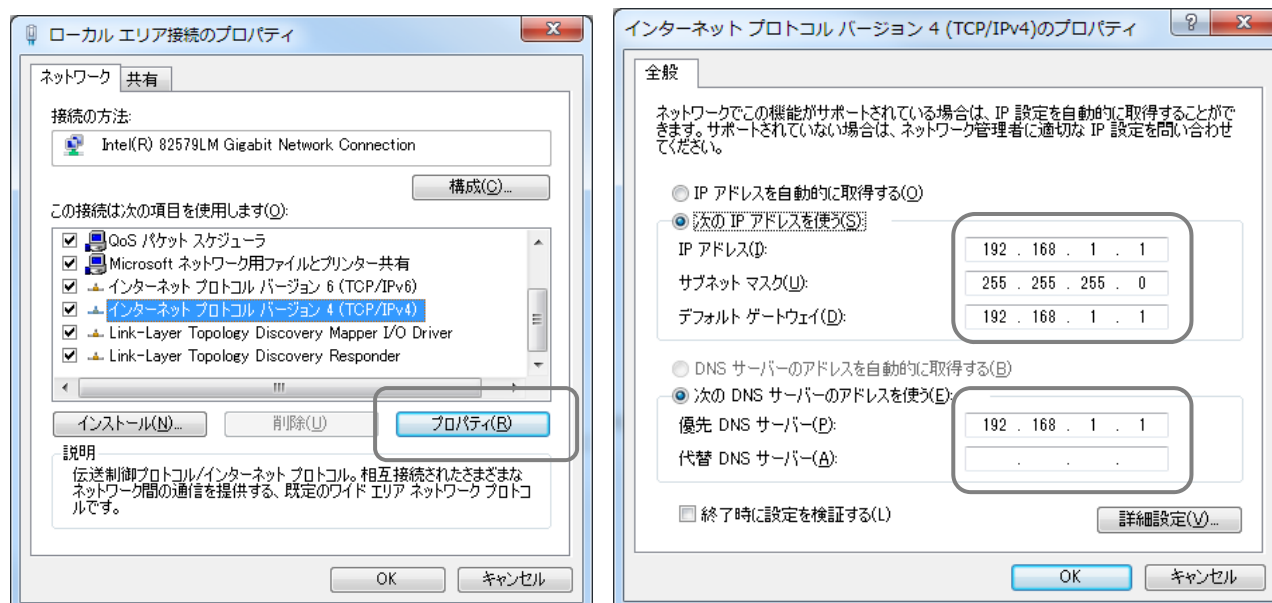 ローカル エリア接続のプロパティ
ネットワーク 共有
接続の方法:
Intel(R) 82579LM Gigabit Network Connection
構成(C)...
この接続は次の項目を使用します(O):
QoS パケット スケジューラ
Microsoft ネットワーク用ファイルとプリンター共有
インターネット プロトコル バージョン 6 (TCP/IPv6)
インターネット プロトコル バージョン 4 (TCP/IPv4)
Link-Layer Topology Discovery Mapper I/O Driver
Link-Layer Topology Discovery Responder
インストール(N)... 削除(U) プロパティ(R)
説明
伝送制御プロトコル/インターネット プロトコル。相互接続されたさまざまな
ネットワーク間の通信を提供する、既定のワイド エリア ネットワーク プロトコ
ルです。
OK キャンセル
インターネット プロトコル バージョン 4 (TCP/IPv4)のプロパティ
全般
ネットワークでこの機能がサポートされている場合は、IP 設定を自動的に取得することがで
きます。サポートされていない場合は、ネットワーク管理者に適切な IP 設定を問い合わせ
てください。
IP アドレスを自動的に取得する(O)
次の IP アドレスを使う(S):
IP アドレス(I): 192 . 168 . 1 . 1
サブネット マスク(U): 255 . 255 . 255 . 0
デフォルト ゲートウェイ(D): 192 . 168 . 1 . 1
DNS サーバーのアドレスを自動的に取得する(B)
次の DNS サーバーのアドレスを使う(E):
優先 DNS サーバー(P): 192 . 168 . 1 . 1
代替 DNS サーバー(A): . . .
終了時に設定を検証する(L)
詳細設定(V)...
OK キャンセル